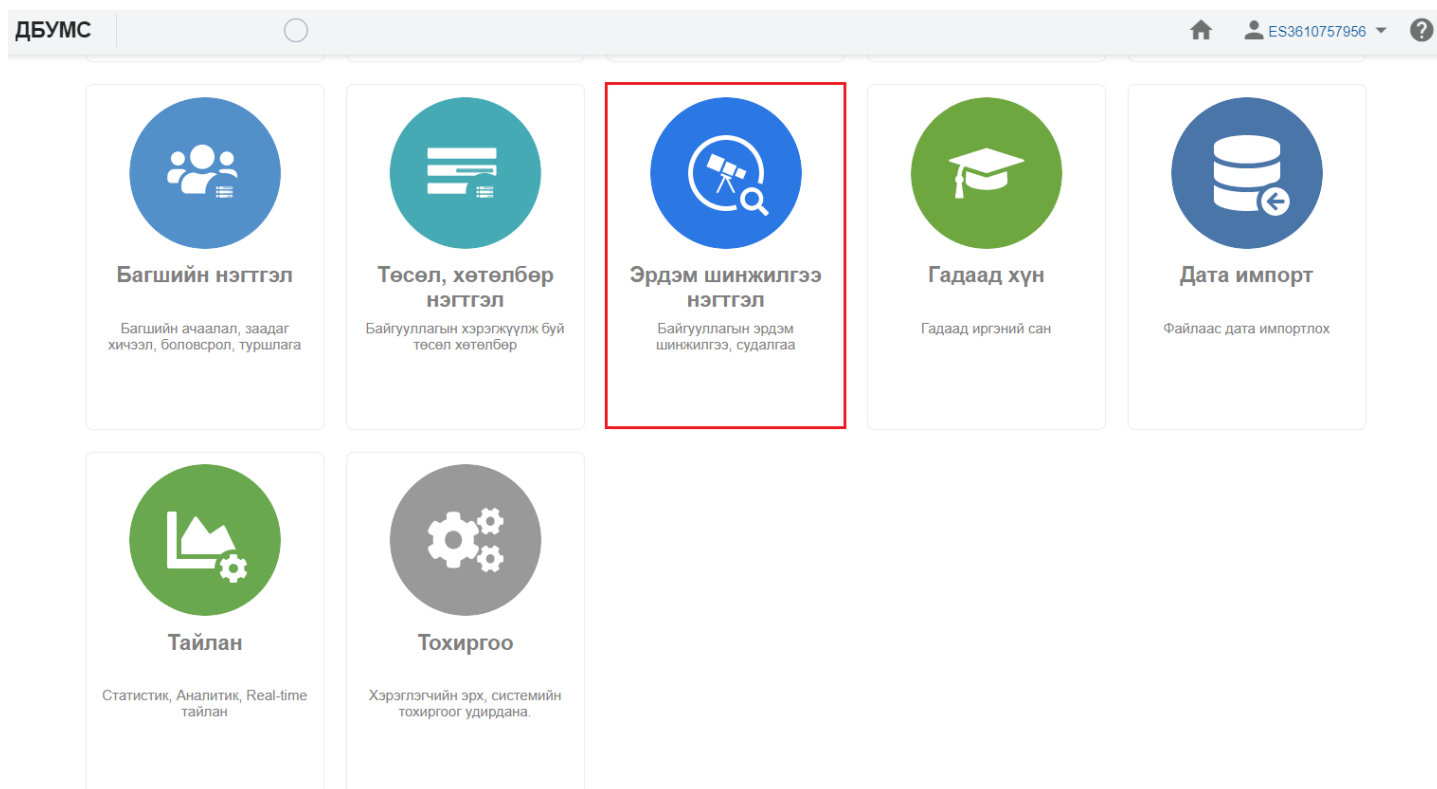 ДБУМС
ES3610757956
Багшийн нэгтгэл
Багшийн ачаалал, заадаг
хичээл, боловсрол, туршлага
Төсөл, хөтөлбөр
нэгтгэл
Байгууллагын хэрэгжүүлж буй
төсөл хөтөлбөр
Эрдэм шинжилгээ
нэгтгэл
Байгууллагын эрдэм
шинжилгээ, судалгаа
Гадаад хүн
Гадаад иргэний сан
Дата импорт
Файлаас дата импортлох
Тайлан
Статистик, Аналитик, Real-time
тайлан
Тохиргоо
Хэрэглэгчийн эрх, системийн
тохиргоог удирдана.